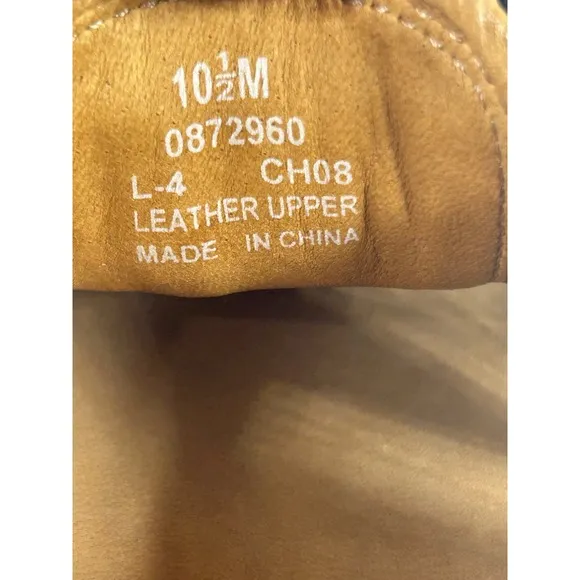 10½M
0872960
L-4 CH08
LEATHER UPPER
MADE IN CHINA